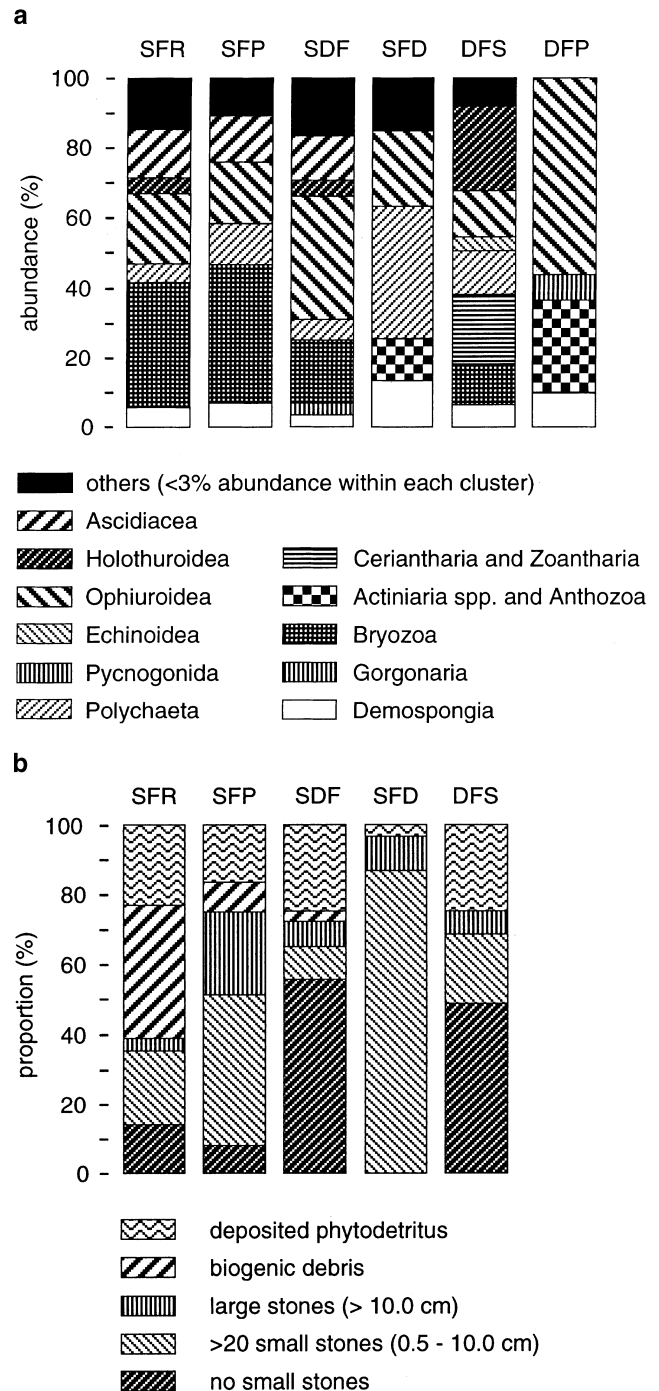 a
SFR SFP SDF SFD DFS DFP
100
80
60
40
20
0
abundance (%)
others (<3% abundance within each cluster)
Ascidiacea
Holothuroidea Ceriantharia and Zoantharia
Ophiuroidea Actiniaria spp. and Anthozoa
Echinoidea Bryozoa
Pycnogonida Gorgonaria
Polychaeta Demospongia
b
SFR SFP SDF SFD DFS
100
80
60
40
20
0
proportion (%)
deposited phytodetritus
biogenic debris
large stones (> 10.0 cm)
>20 small stones (0.5 - 10.0 cm)
no small stones